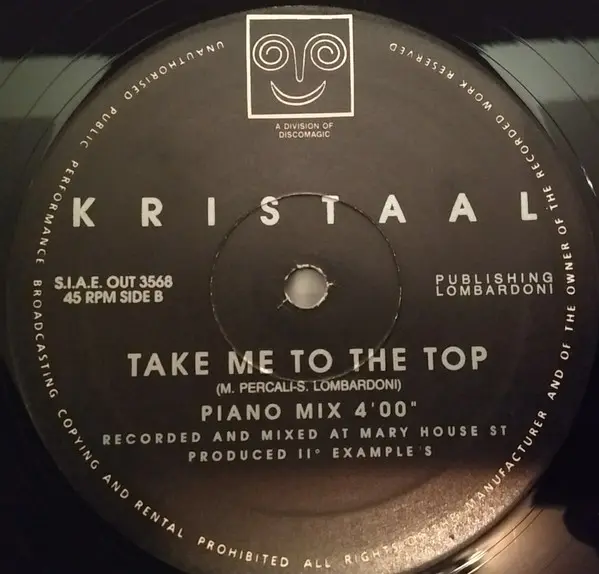 A DIVISION OF
DISCOMAGIC
KRISTAAL
S.I.A.E. OUT 3568
45 RPM SIDE B
PUBLISHING
LOMBARDONI
TAKE ME TO THE TOP
(M. PERCALI-S. LOMBARDONI)
PIANO MIX 4'00"
RECORDED AND MIXED AT MARY HOUSE ST
PRODUCED II° EXAMPLE'S
UNAUTHORISED PUBLIC PERFORMANCE BROADCASTING COPYING AND RENTAL PROHIBITED ALL RIGHTS OF THE MANUFACTURER AND OF THE OWNER OF THE RECORDED WORK RESERVED